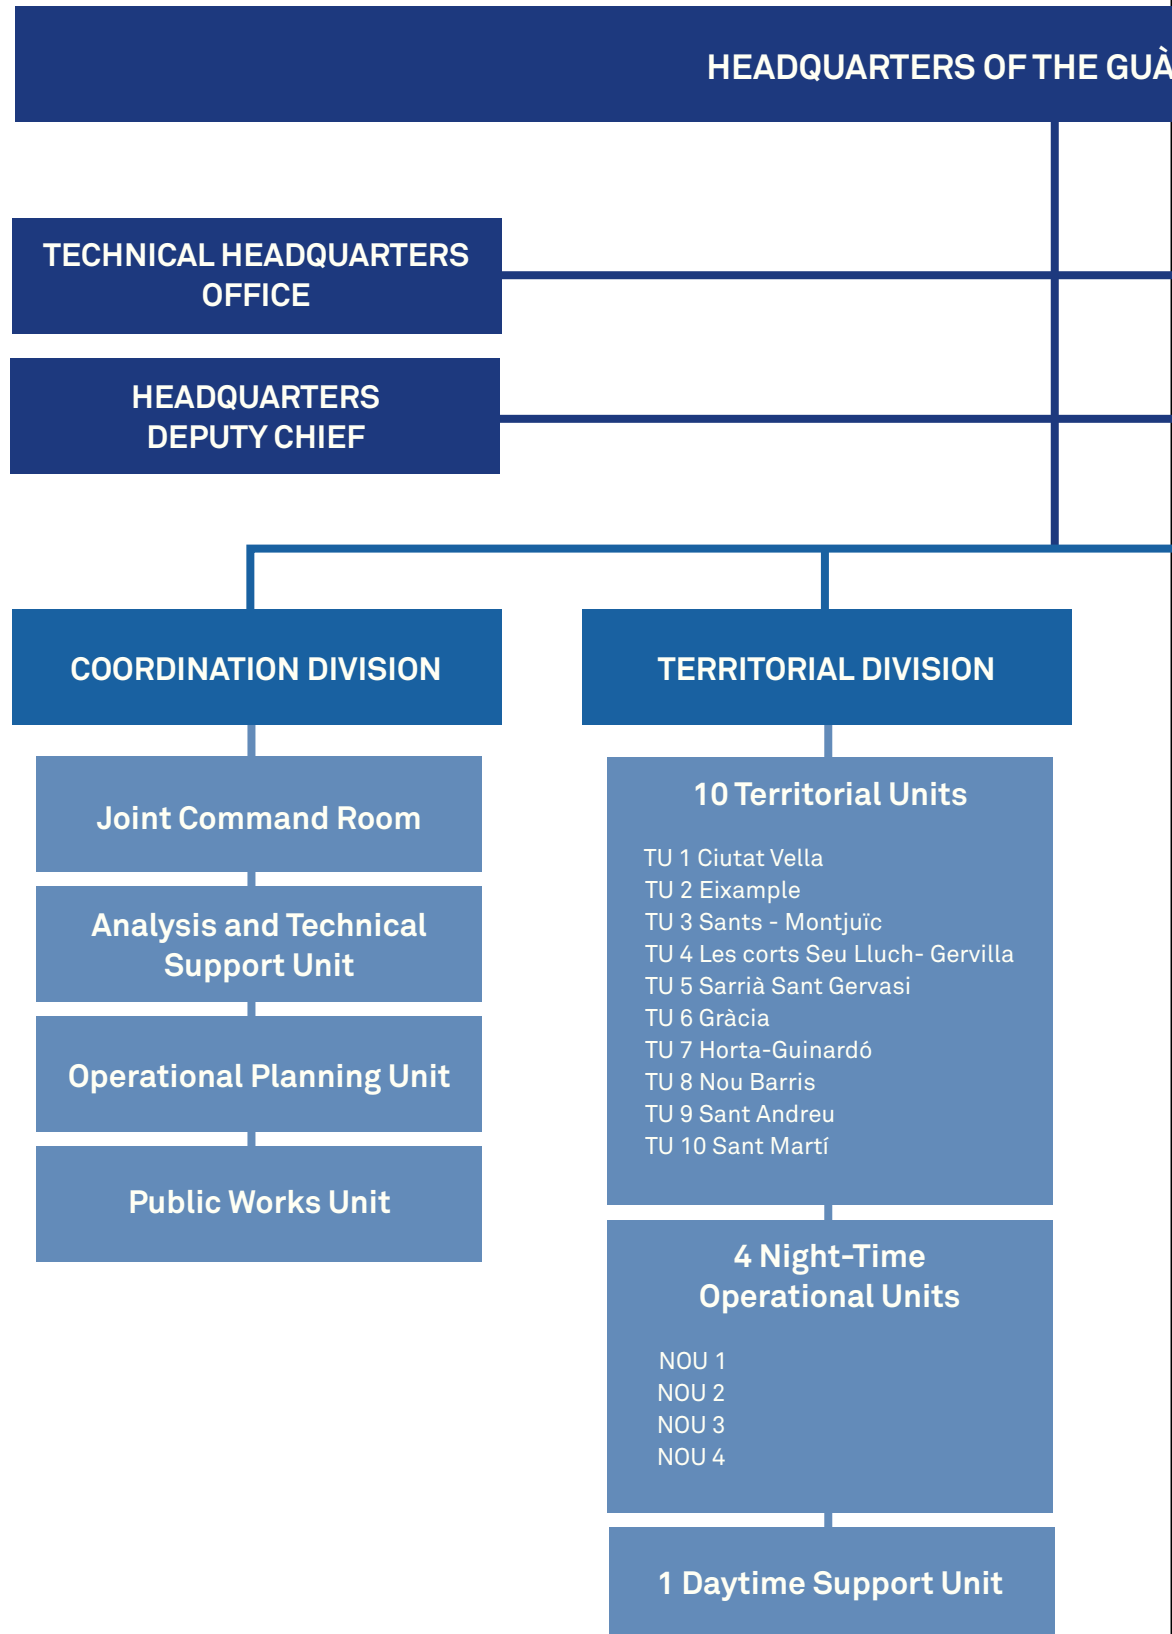 HEADQUARTERS OF THE GUÀ
TECHNICAL HEADQUARTERS
OFFICE
HEADQUARTERS
DEPUTY CHIEF
COORDINATION DIVISION
Joint Command Room
Analysis and Technical
Support Unit
Operational Planning Unit
Public Works Unit
TERRITORIAL DIVISION
10 Territorial Units
TU 1 Ciutat Vella
TU 2 Eixample
TU 3 Sants - Montjuïc
TU 4 Les corts Seu Lluch- Gervilla
TU 5 Sarrià Sant Gervasi
TU 6 Gràcia
TU 7 Horta-Guinardó
TU 8 Nou Barris
TU 9 Sant Andreu
TU 10 Sant Martí
4 Night-Time
Operational Units
NOU 1
NOU 2
NOU 3
NOU 4
1 Daytime Support Unit